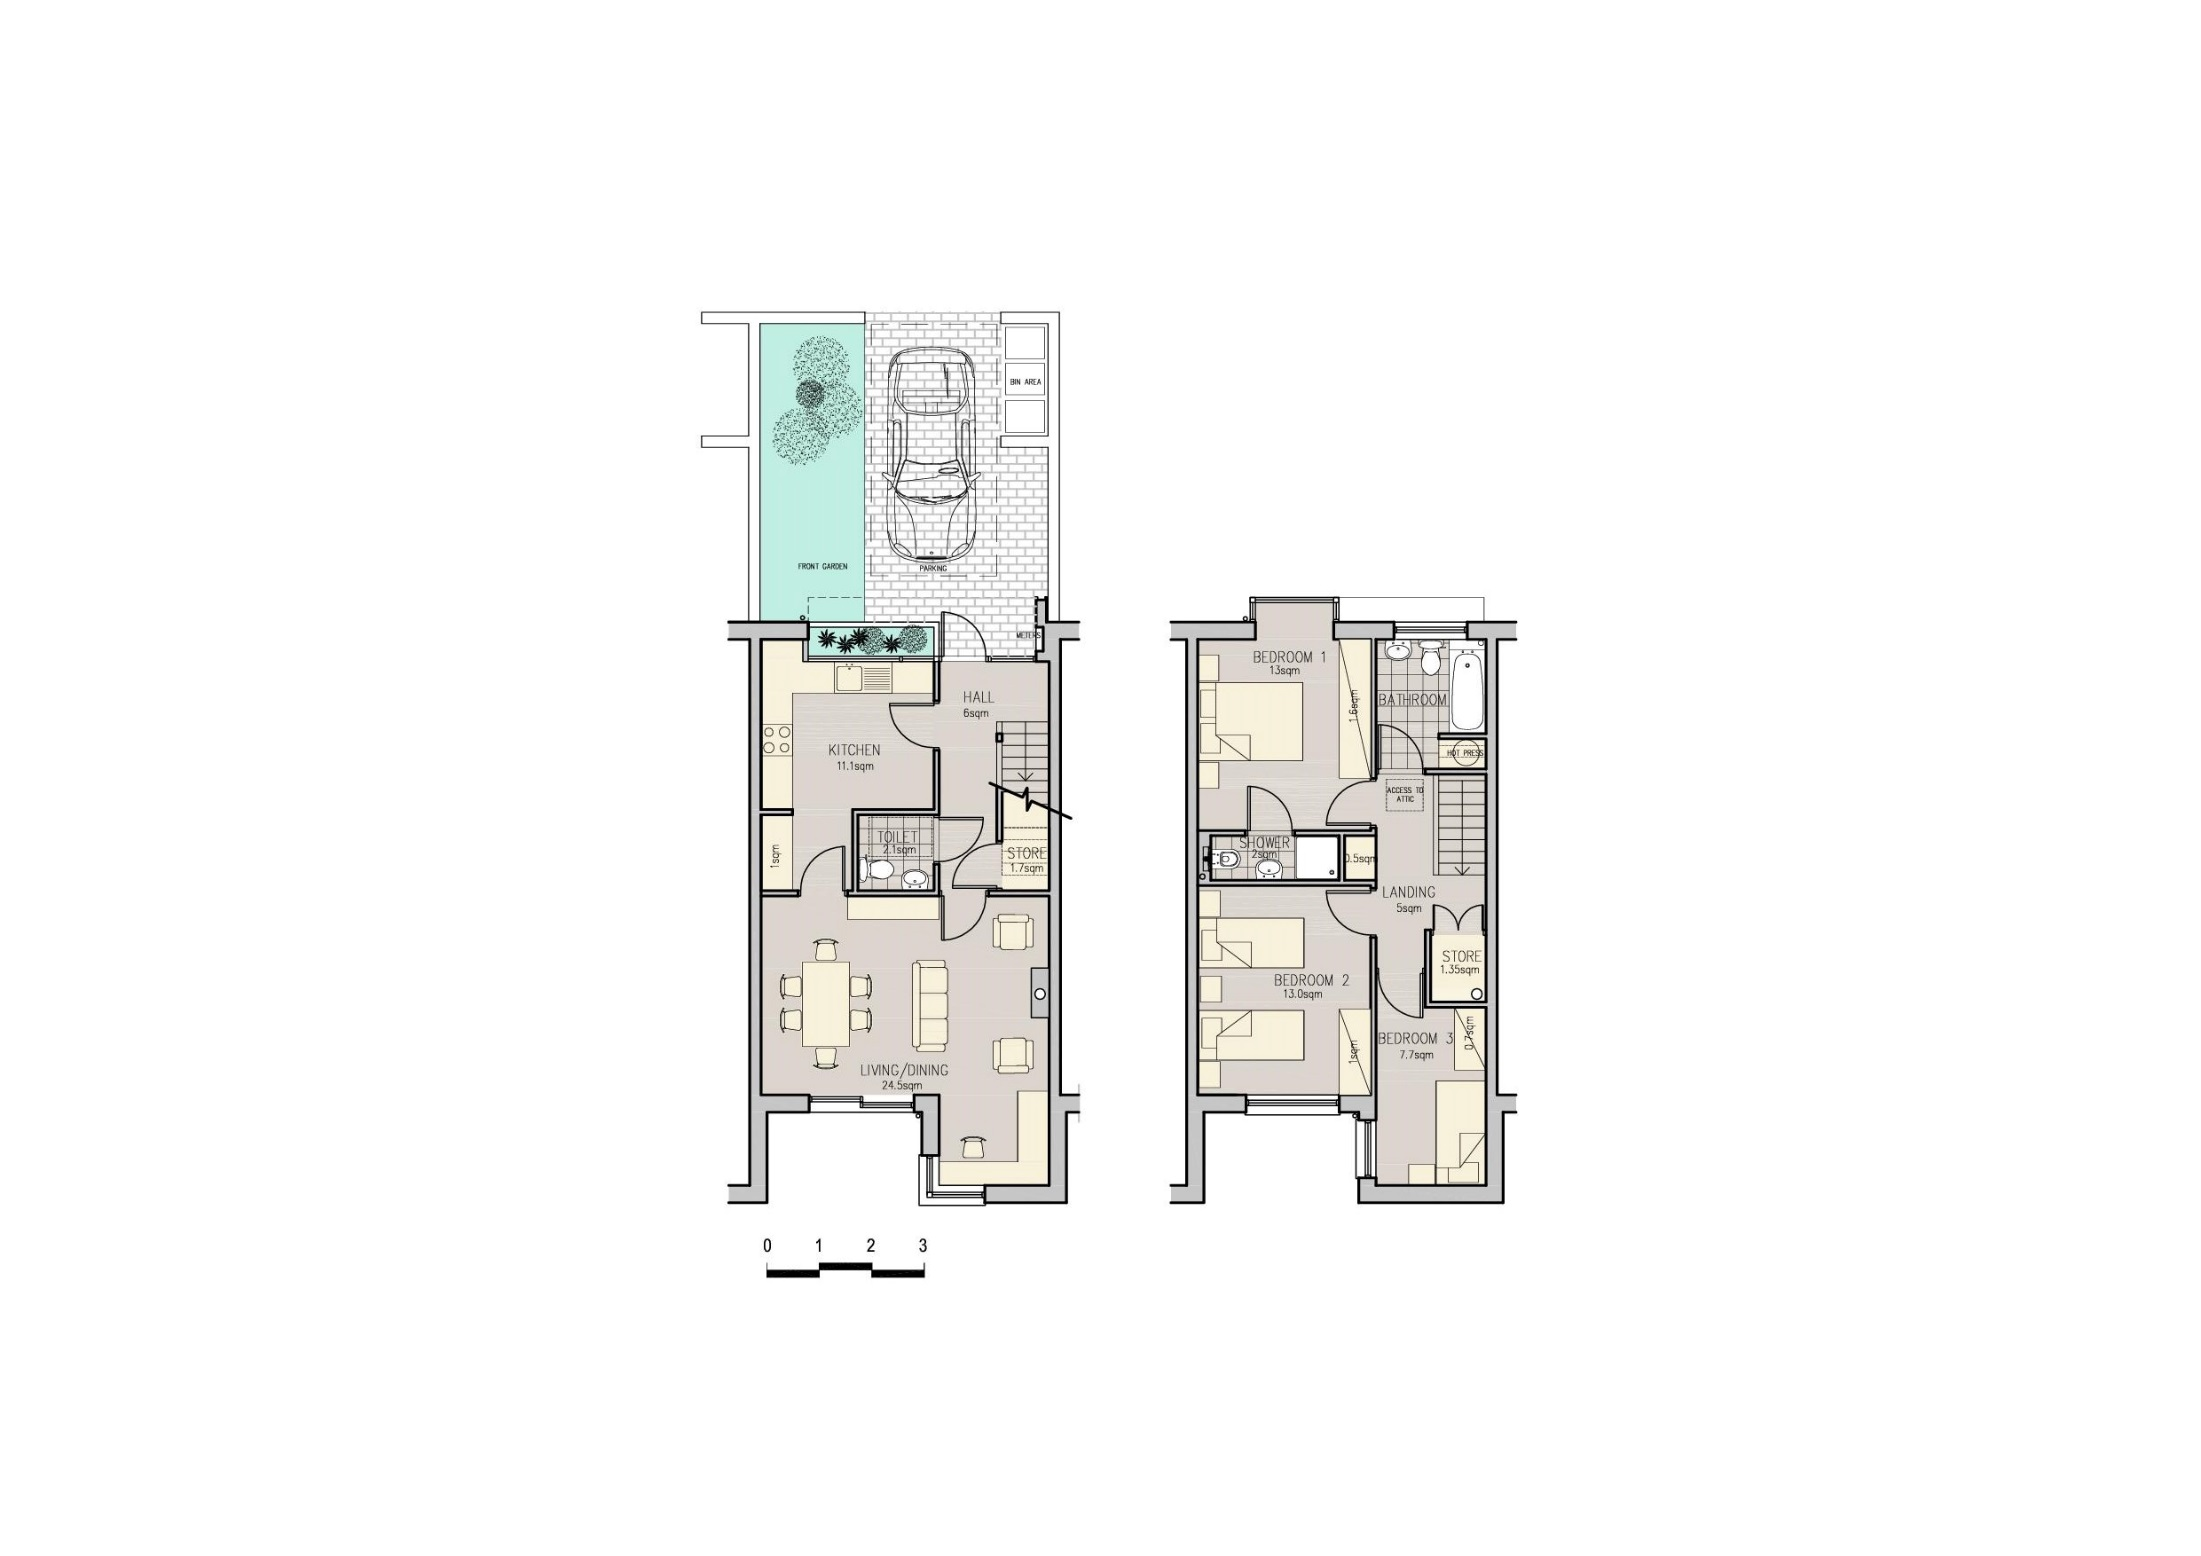 BIN AREA
FRONT GARDEN
PARKING
METERS
HALL
6sqm
KITCHEN
11.1sqm
TOILET
2.1sqm
1sqm
STORE
1.7sqm
LIVING/DINING
24.5sqm
0 1 2 3
BEDROOM 1
13sqm
1.6sqm
BATHROOM
HOT PRESS
ACCESS TO
ATTIC
SHOWER
2sqm
0.5sqm
LANDING
5sqm
STORE
1.35sqm
BEDROOM 2
13.0sqm
1sqm
BEDROOM 3
7.7sqm
0.7sqm